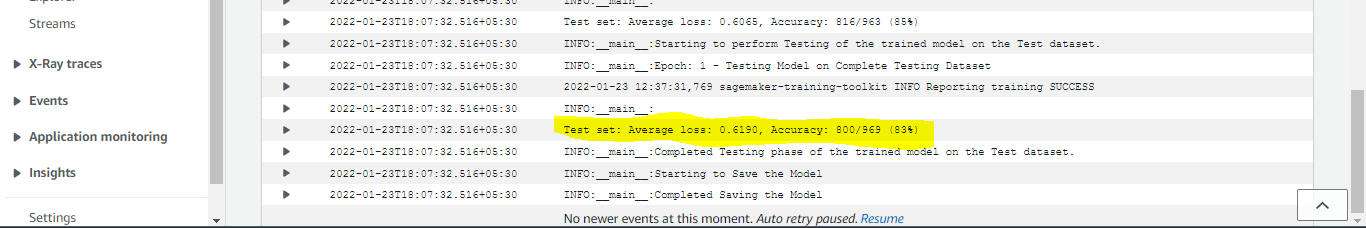 Streams
X-Ray traces
Events
Application monitoring
Insights
Settings
2022-01-23T18:07:32.516+05:30 INFO:__main__:
2022-01-23T18:07:32.516+05:30 Test set: Average loss: 0.6065, Accuracy: 816/963 (85%)
2022-01-23T18:07:32.516+05:30 INFO:__main__:Starting to perform Testing of the trained model on the Test dataset.
2022-01-23T18:07:32.516+05:30 INFO:__main__:Epoch: 1 - Testing Model on Complete Testing Dataset
2022-01-23T18:07:32.516+05:30 2022-01-23 12:37:31,769 sagemaker-training-toolkit INFO Reporting training SUCCESS
2022-01-23T18:07:32.516+05:30 INFO:__main__:
2022-01-23T18:07:32.516+05:30 Test set: Average loss: 0.6190, Accuracy: 800/969 (83%)
2022-01-23T18:07:32.516+05:30 INFO:__main__:Completed Testing phase of the trained model on the Test dataset.
2022-01-23T18:07:32.516+05:30 INFO:__main__:Starting to Save the Model
2022-01-23T18:07:32.516+05:30 INFO:__main__:Completed Saving the Model
No newer events at this moment. Auto retry paused. Resume